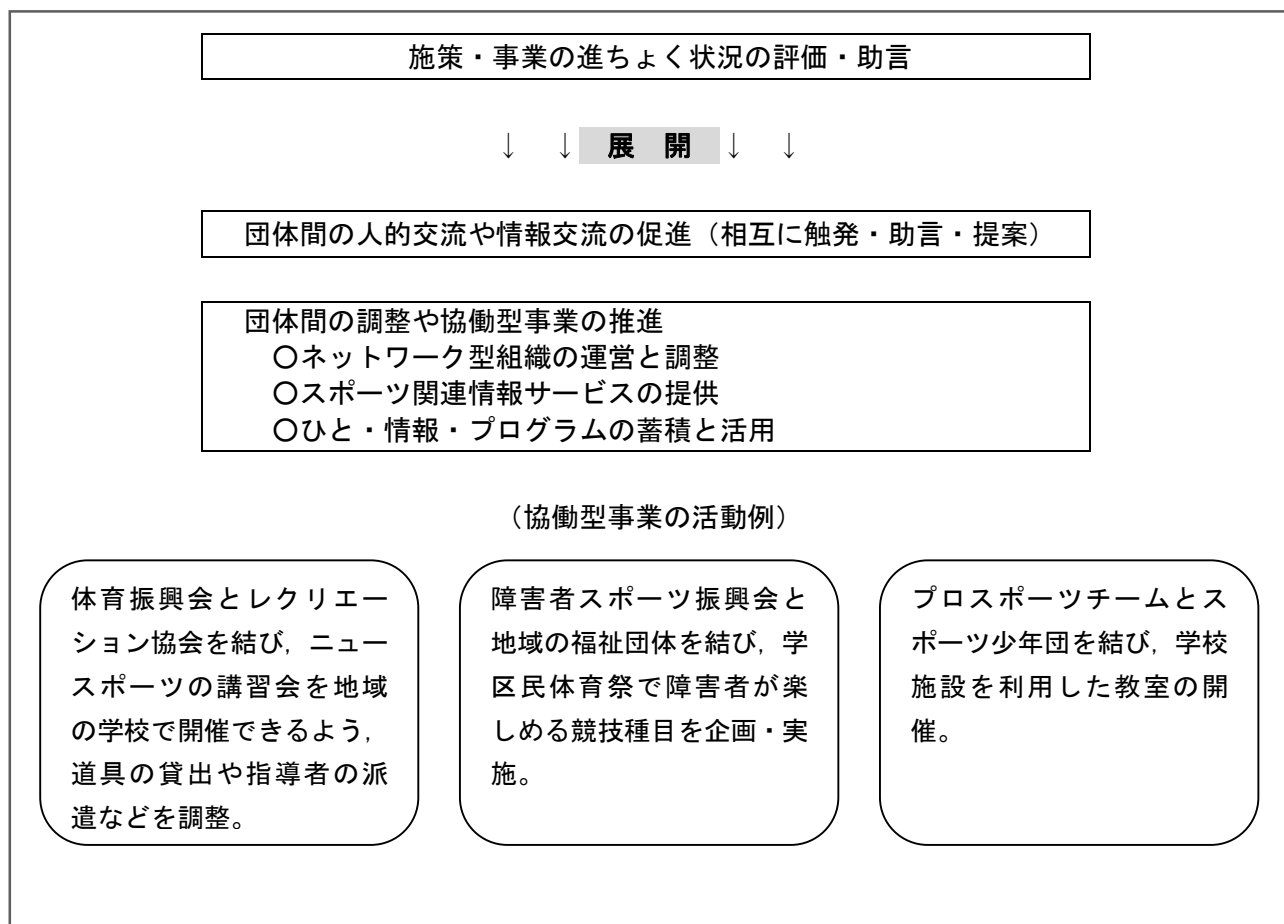 施策・事業の進ちょく状況の評価・助言
↓ ↓ 展 開 ↓ ↓
団体間の人的交流や情報交流の促進（相互に触発・助言・提案）
団体間の調整や協働型事業の推進
○ネットワーク型組織の運営と調整
○スポーツ関連情報サービスの提供
○ひと・情報・プログラムの蓄積と活用
（協働型事業の活動例）
体育振興会とレクリエー
ション協会を結び，ニュー
スポーツの講習会を地域
の学校で開催できるよう，
道具の貸出や指導者の派
遣などを調整。
障害者スポーツ振興会と
地域の福祉団体を結び，学
区民体育祭で障害者が楽
しめる競技種目を企画・実
施。
プロスポーツチームとス
ポーツ少年団を結び，学校
施設を利用した教室の開
催。